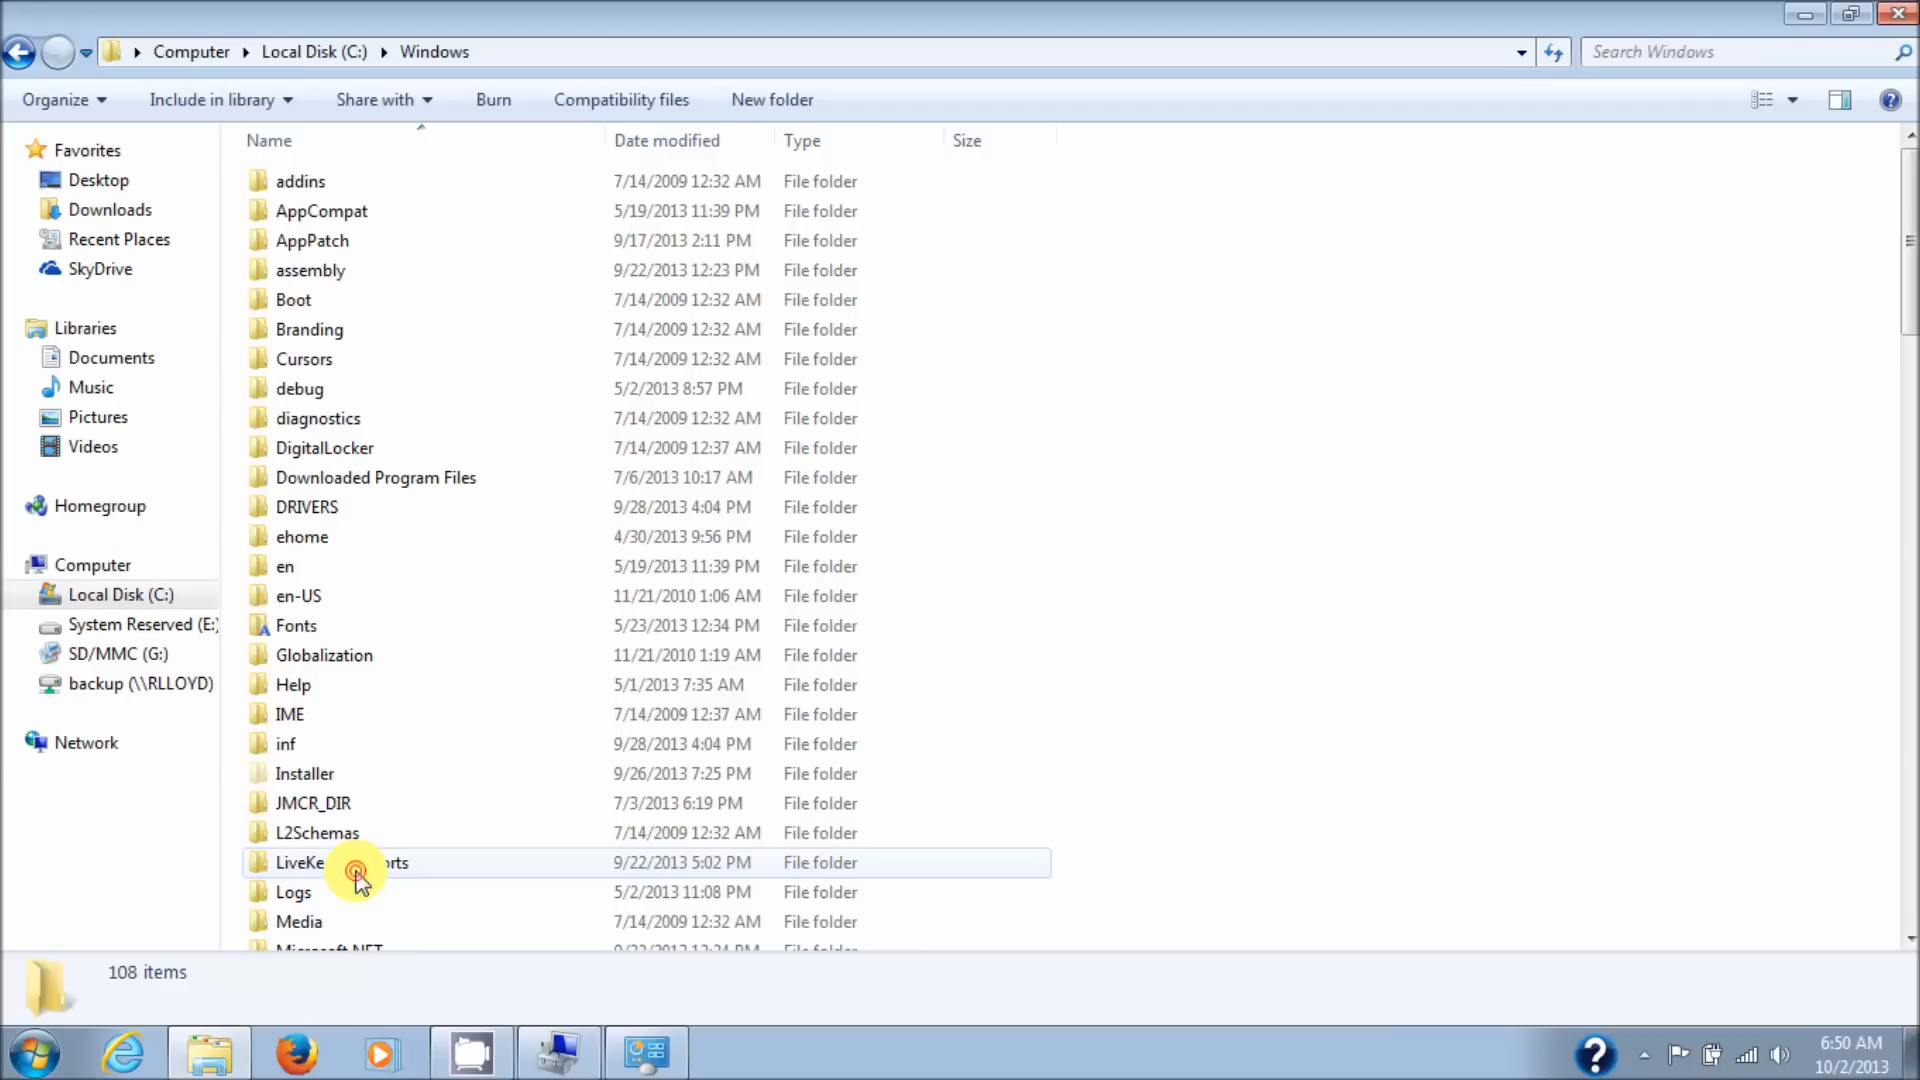 Computer Local Disk (C:) Windows
Search Windows
Organize Include in library Share with Burn Compatibility files New folder
Name Date modified Type Size
Favorites
Desktop
Downloads
Recent Places
SkyDrive
Libraries
Documents
Music
Pictures
Videos
Homegroup
Computer
Local Disk (C:)
System Reserved (E:)
SD/MMC (G:)
backup (\\RLLOYD)
Network
addins 7/14/2009 12:32 AM File folder
AppCompat 5/19/2013 11:39 PM File folder
AppPatch 9/17/2013 2:11 PM File folder
assembly 9/22/2013 12:23 PM File folder
Boot 7/14/2009 12:32 AM File folder
Branding 7/14/2009 12:32 AM File folder
Cursors 7/14/2009 12:32 AM File folder
debug 5/2/2013 8:57 PM File folder
diagnostics 7/14/2009 12:32 AM File folder
DigitalLocker 7/14/2009 12:37 AM File folder
Downloaded Program Files 7/6/2013 10:17 AM File folder
DRIVERS 9/28/2013 4:04 PM File folder
ehome 4/30/2013 9:56 PM File folder
en 5/19/2013 11:39 PM File folder
en-US 11/21/2010 1:06 AM File folder
Fonts 5/23/2013 12:34 PM File folder
Globalization 11/21/2010 1:19 AM File folder
Help 5/1/2013 7:35 AM File folder
IME 7/14/2009 12:37 AM File folder
inf 9/28/2013 4:04 PM File folder
Installer 9/26/2013 7:25 PM File folder
JMCR_DIR 7/3/2013 6:19 PM File folder
L2Schemas 7/14/2009 12:32 AM File folder
9/22/2013 5:02 PM File folder
Logs 5/2/2013 11:08 PM File folder
Media 7/14/2009 12:32 AM File folder
Microsoft.NET File folder
108 items
6:50 AM
10/2/2013